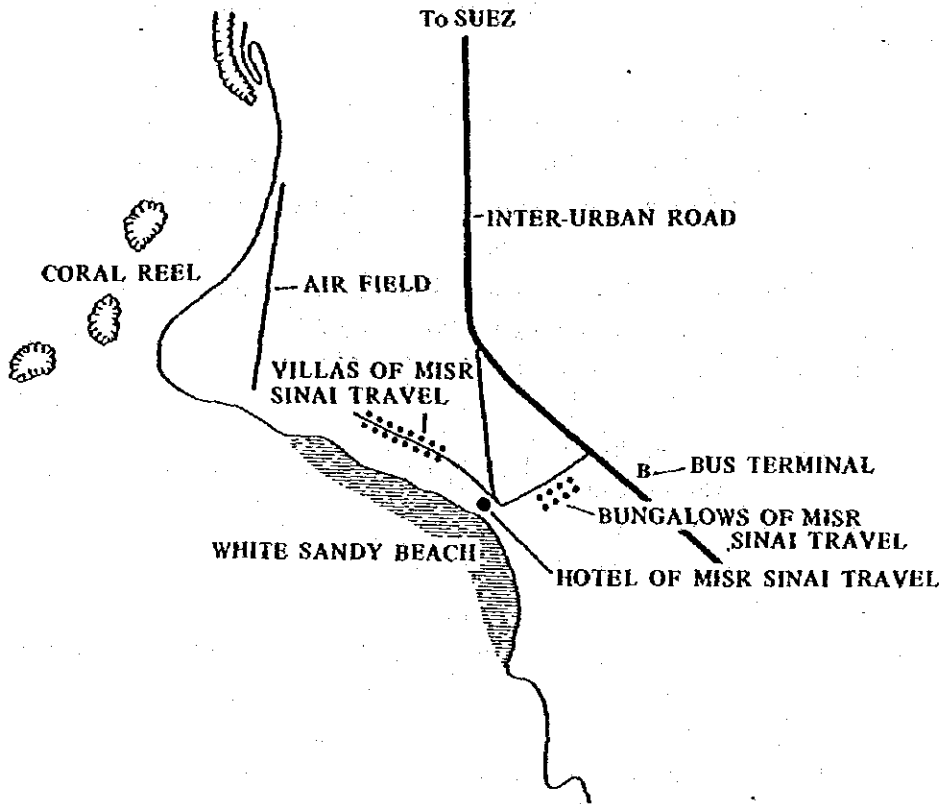 To SUEZ
INTER-URBAN ROAD
CORAL REEL
AIR FIELD
VILLAS OF MISR
SINAI TRAVEL
B
BUS TERMINAL
BUNGALOWS OF MISR
SINAI TRAVEL
WHITE SANDY BEACH
HOTEL OF MISR SINAI TRAVEL